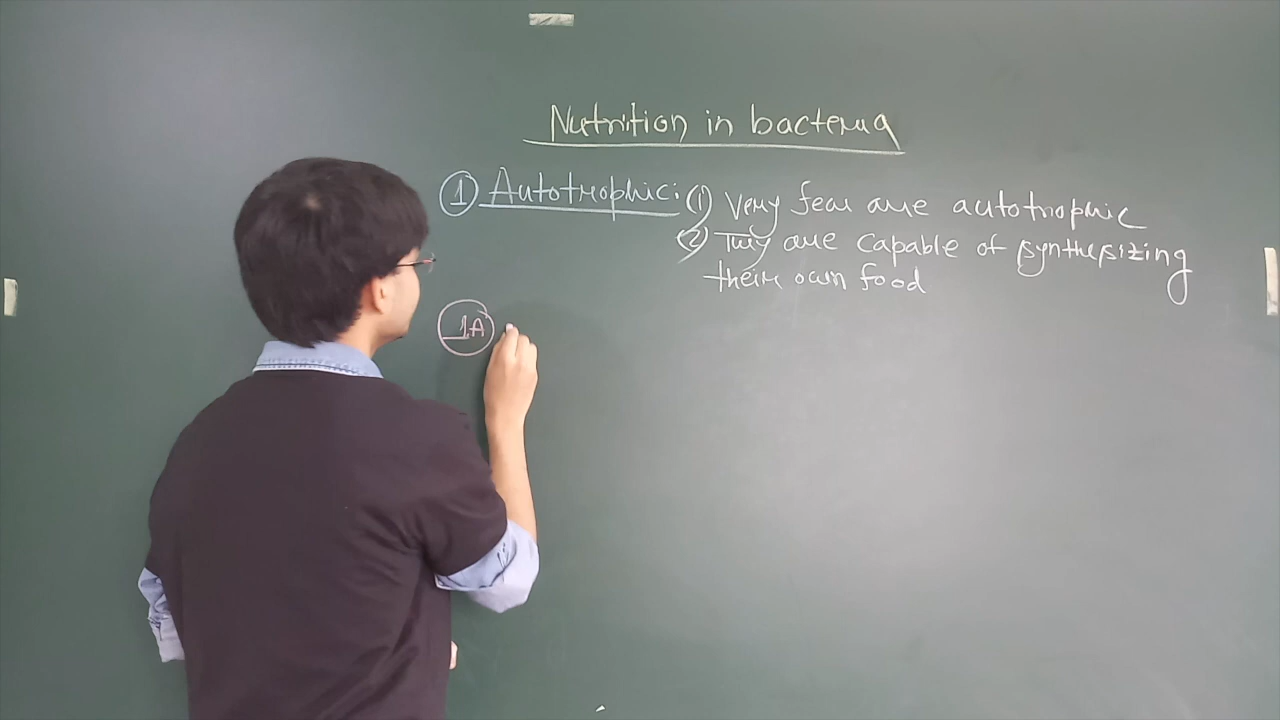 Nutrition in bacteria
① Autotrophic: (1) Very few are autotrophic
(2) They are capable of synthesizing
their own food
1.A